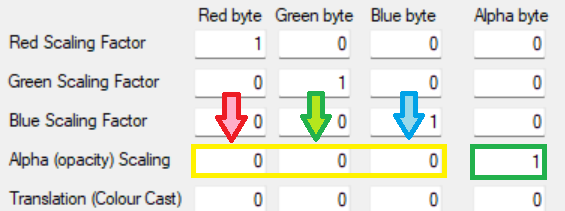 Red byte Green byte Blue byte Alpha byte
Red Scaling Factor 1 0 0 0
Green Scaling Factor 0 1 0 0
Blue Scaling Factor 0 0 1 0
Alpha (opacity) Scaling 0 0 0 1
Translation (Colour Cast) 0 0 0 0